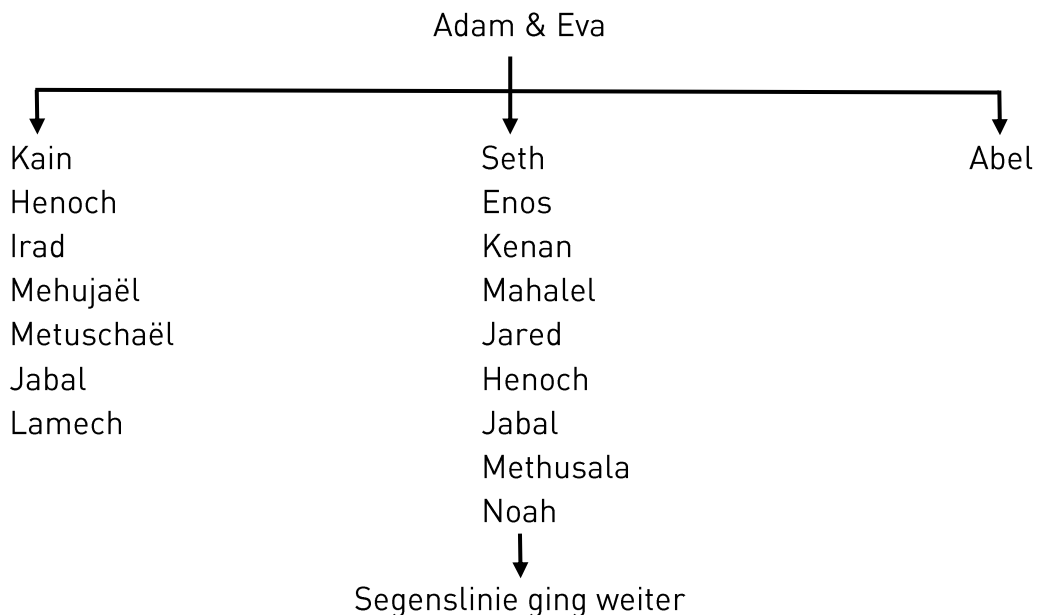 Adam & Eva
Kain
Henoch
Irad
Mehujaël
Metuschaël
Jabal
Lamech
Seth
Enos
Kenan
Mahalel
Jared
Henoch
Jabal
Methusala
Noah
Abel
Segenslinie ging weiter